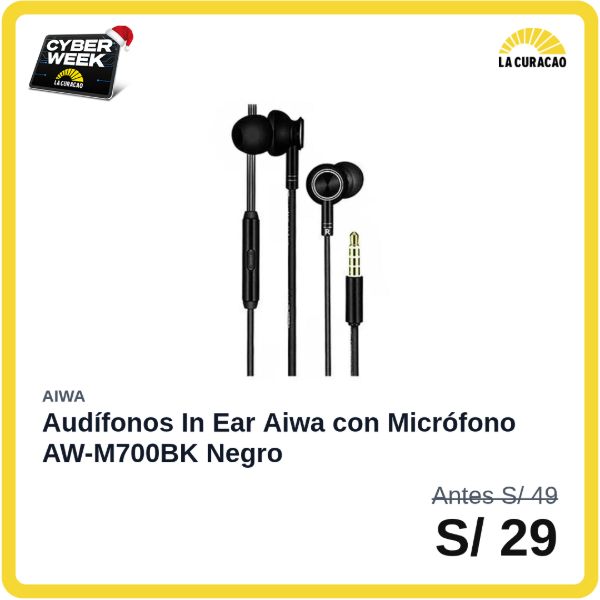 CYBER
WEEK
LA CURACAO
LA CURACAO
R
AIWA
Audífonos In Ear Aiwa con Micrófono
AW-M700BK Negro
Antes S/ 49
S/ 29